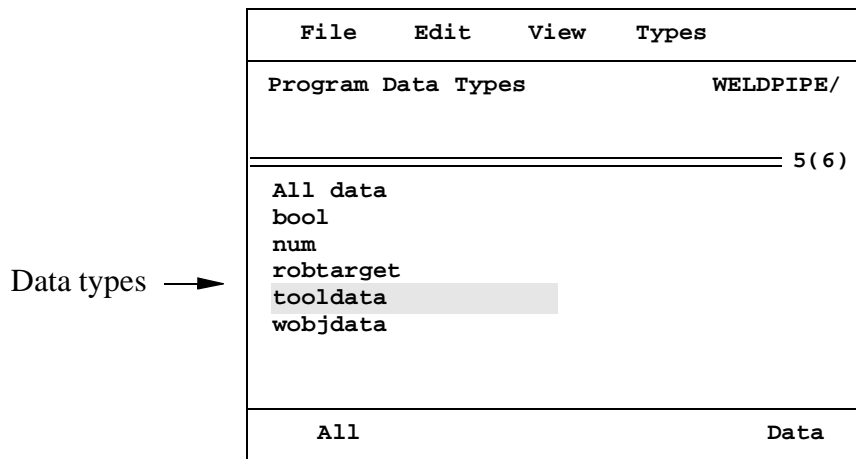 File Edit View Types
Program Data Types WELDPIPE/
5(6)
All data
bool
num
robtarget
Data types
tooldata
wobjdata
All Data